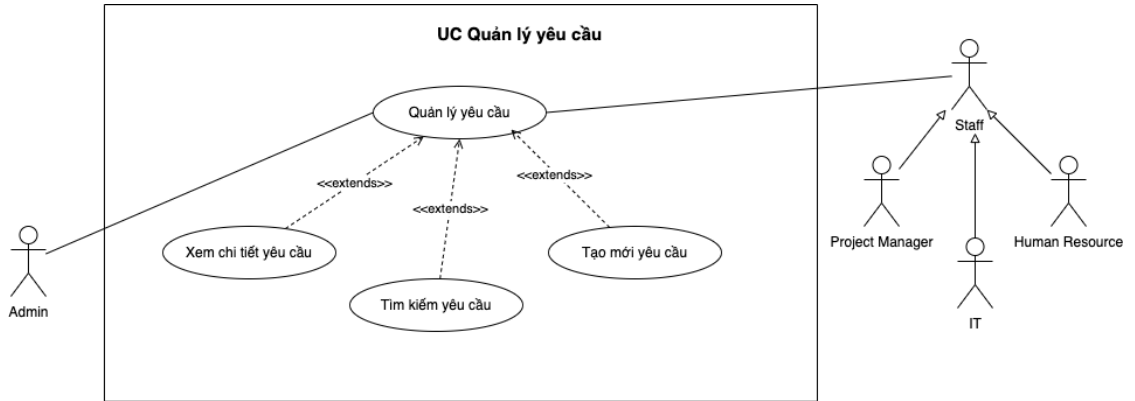 UC Quản lý yêu cầu
Quản lý yêu cầu
Staff
<<extends>>
<<extends>>
<<extends>>
Project Manager
Human Resource
Xem chi tiết yêu cầu
Tạo mới yêu cầu
Tìm kiếm yêu cầu
Admin
IT